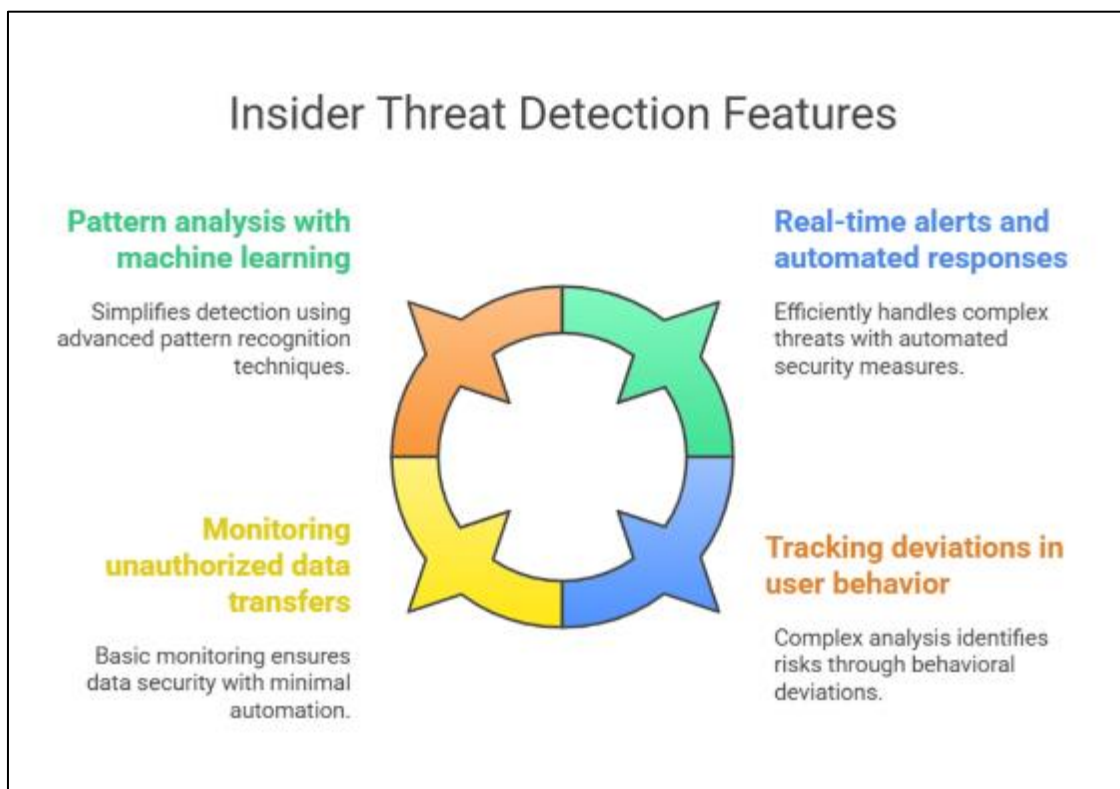 Insider Threat Detection Features
Pattern analysis with
machine learning
Simplifies detection using
advanced pattern recognition
techniques.
Real-time alerts and
automated responses
Efficiently handles complex
threats with automated
security measures.
Monitoring
unauthorized data
transfers
Basic monitoring ensures
data security with minimal
automation.
Tracking deviations in
user behavior
Complex analysis identifies
risks through behavioral
deviations.